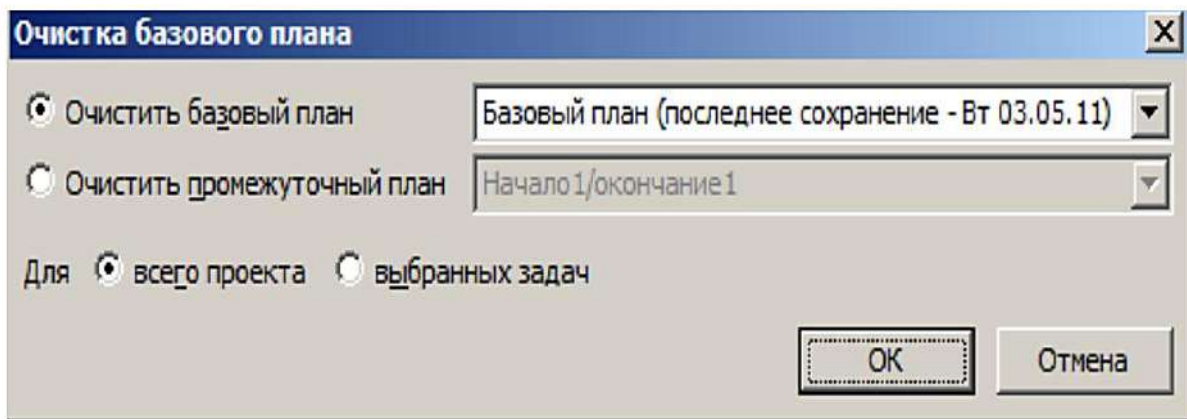 Очистка базового плана
Очистить базовый план Базовый план (последнее сохранение - Вт 03.05.11)
Очистить промежуточный план Начало1/окончание1
Для всего проекта выбранных задач
ОК Отмена